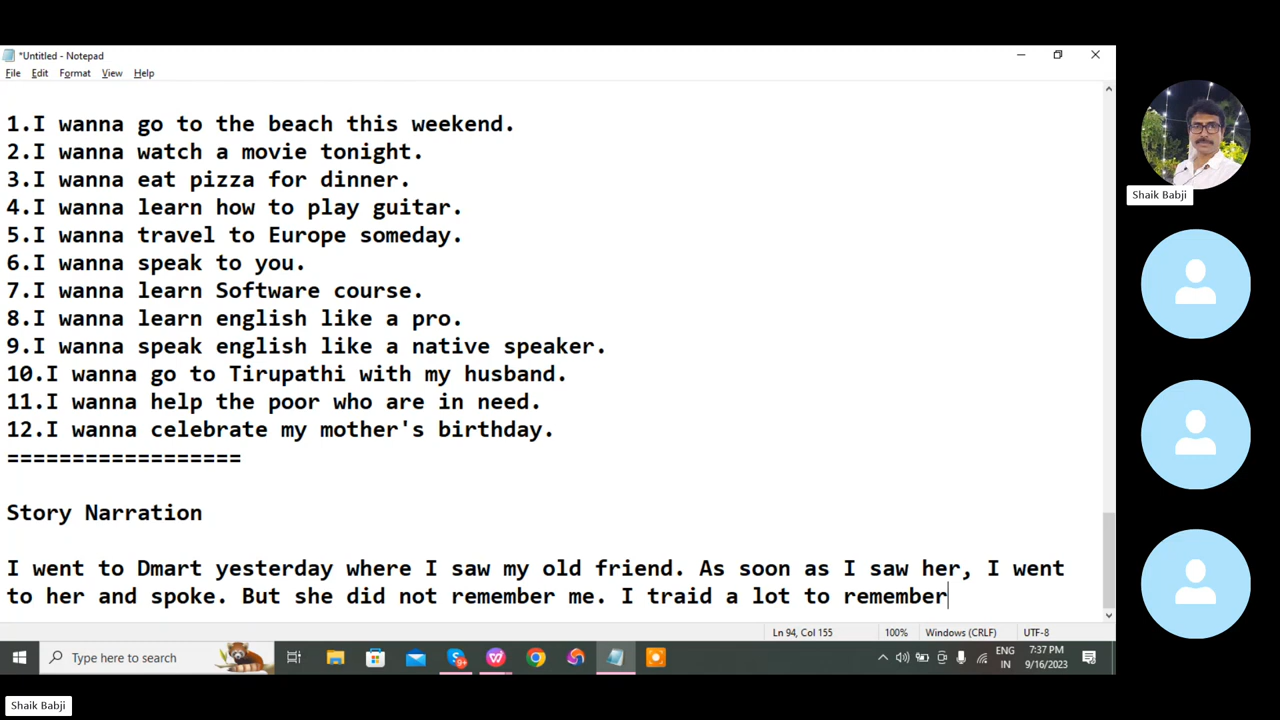 *Untitled - Notepad
File Edit Format View Help
1.I wanna go to the beach this weekend.
2.I wanna watch a movie tonight.
3.I wanna eat pizza for dinner.
4.I wanna learn how to play guitar.
5.I wanna travel to Europe someday.
6.I wanna speak to you.
7.I wanna learn Software course.
8.I wanna learn english like a pro.
9.I wanna speak english like a native speaker.
10.I wanna go to Tirupathi with my husband.
11.I wanna help the poor who are in need.
12.I wanna celebrate my mother's birthday.
==================
Story Narration
I went to Dmart yesterday where I saw my old friend. As soon as I saw her, I went
to her and spoke. But she did not remember me. I traid a lot to remember
Ln 94, Col 155 100% Windows (CRLF) UTF-8
Type here to search
ENG
IN
7:37 PM
9/16/2023
Shaik Babji
Shaik Babji